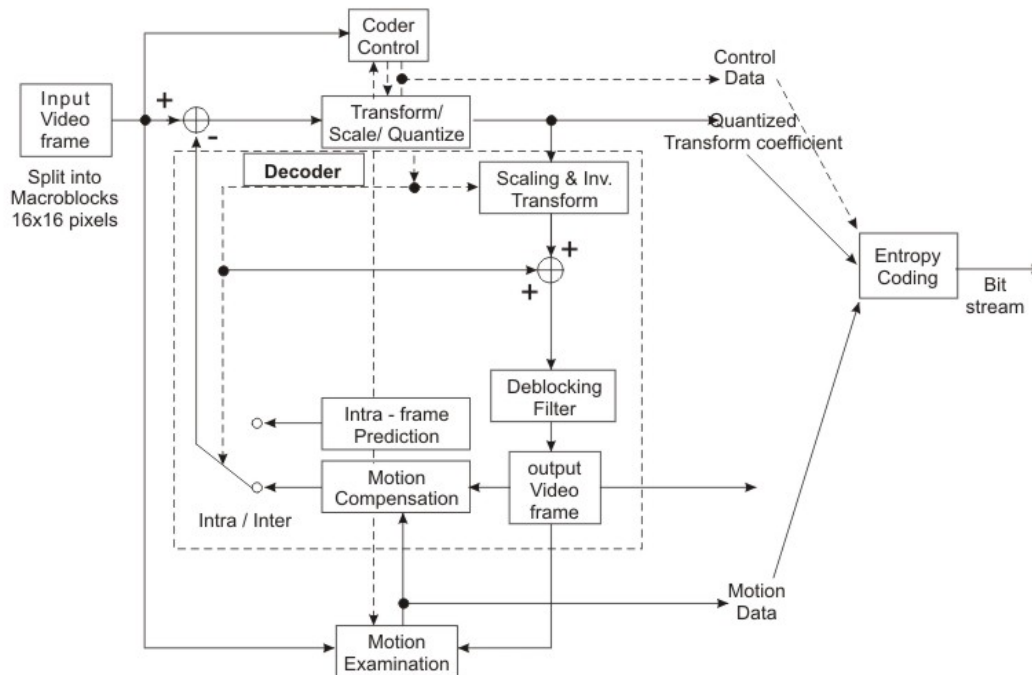 Coder
Control
Control
Data
Input
Video
frame
+
-
Transform/
Scale/ Quantize
Quantized
Transform coefficient
Split into
Macroblocks
16x16 pixels
Decoder
Scaling & Inv.
Transform
+
+
Entropy
Coding
Bit
stream
Deblocking
Filter
Intra - frame
Prediction
Motion
Compensation
output
Video
frame
Intra / Inter
Motion
Data
Motion
Examination